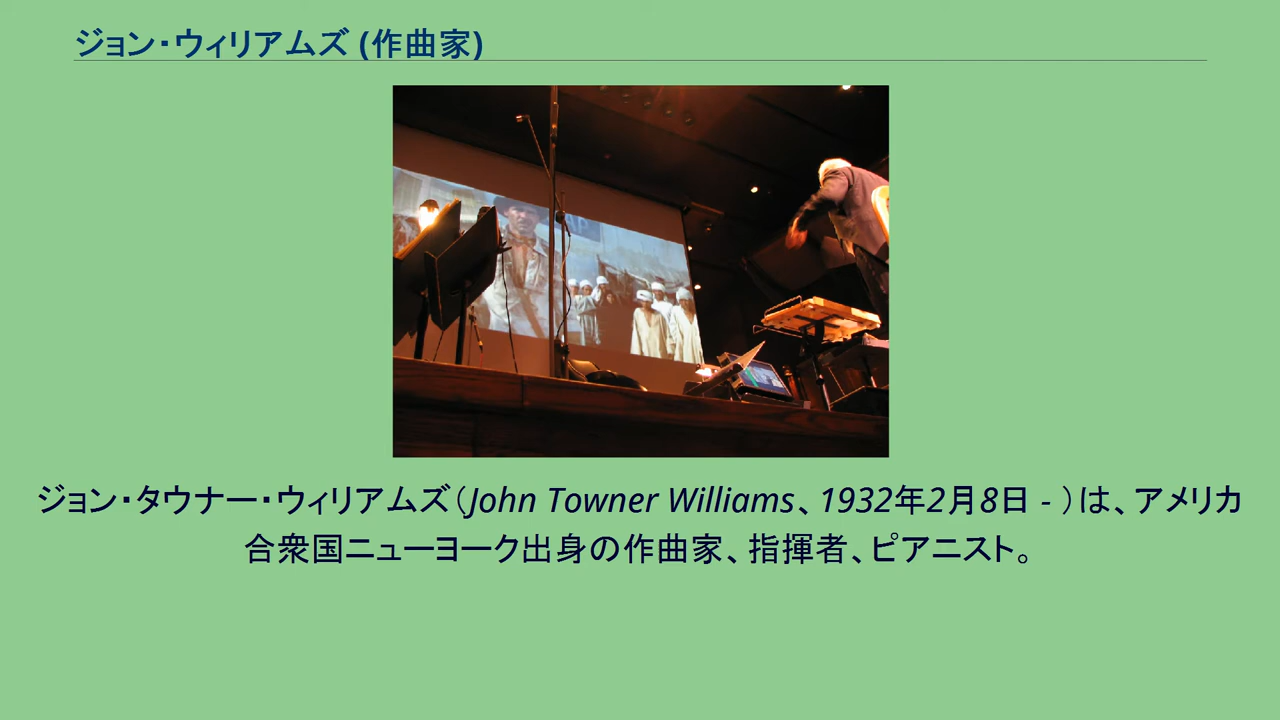 ジョン・ウィリアムズ (作曲家)
ジョン・タウナー・ウィリアムズ（John Towner Williams、1932年2月8日 - ）は、アメリカ
合衆国ニューヨーク出身の作曲家、指揮者、ピアニスト。